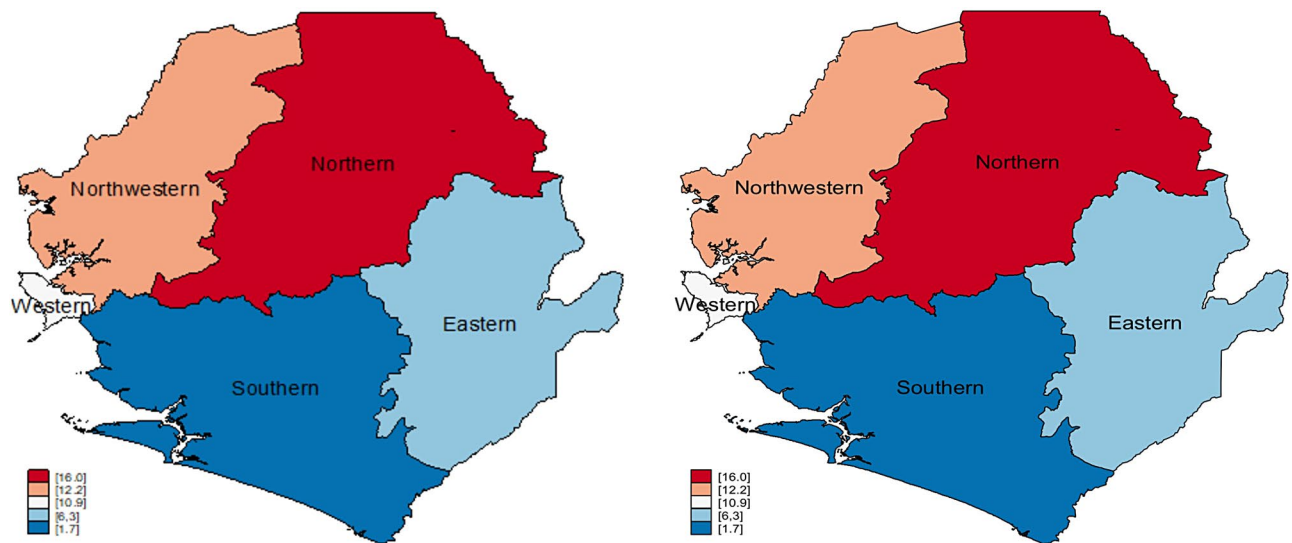 Northern
Northwestern
Western
Eastern
Southern
[16.0]
[12.2]
[10.9]
[6,3]
[1.7]
Northern
Northwestern
Western
Eastern
Southern
[16.0]
[12.2]
[10.9]
[6,3]
[1.7]